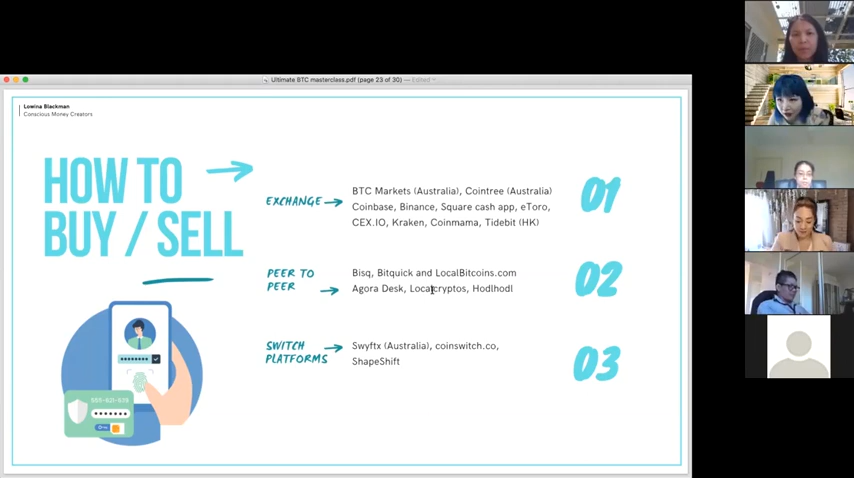 Ultimate BTC masterclass.pdf (page 23 of 30) — Edited
Lowina Blackman
Conscious Money Creators
HOW TO
BUY / SELL
EXCHANGE
BTC Markets (Australia), Cointree (Australia)
Coinbase, Binance, Square cash app, eToro,
CEX.IO, Kraken, Coinmama, Tidebit (HK)
01
PEER TO
PEER
Bisq, Bitquick and LocalBitcoins.com
Agora Desk, Localcryptos, Hodlhodl
02
SWITCH
PLATFORMS
Swyftx (Australia), coinswitch.co,
ShapeShift
03